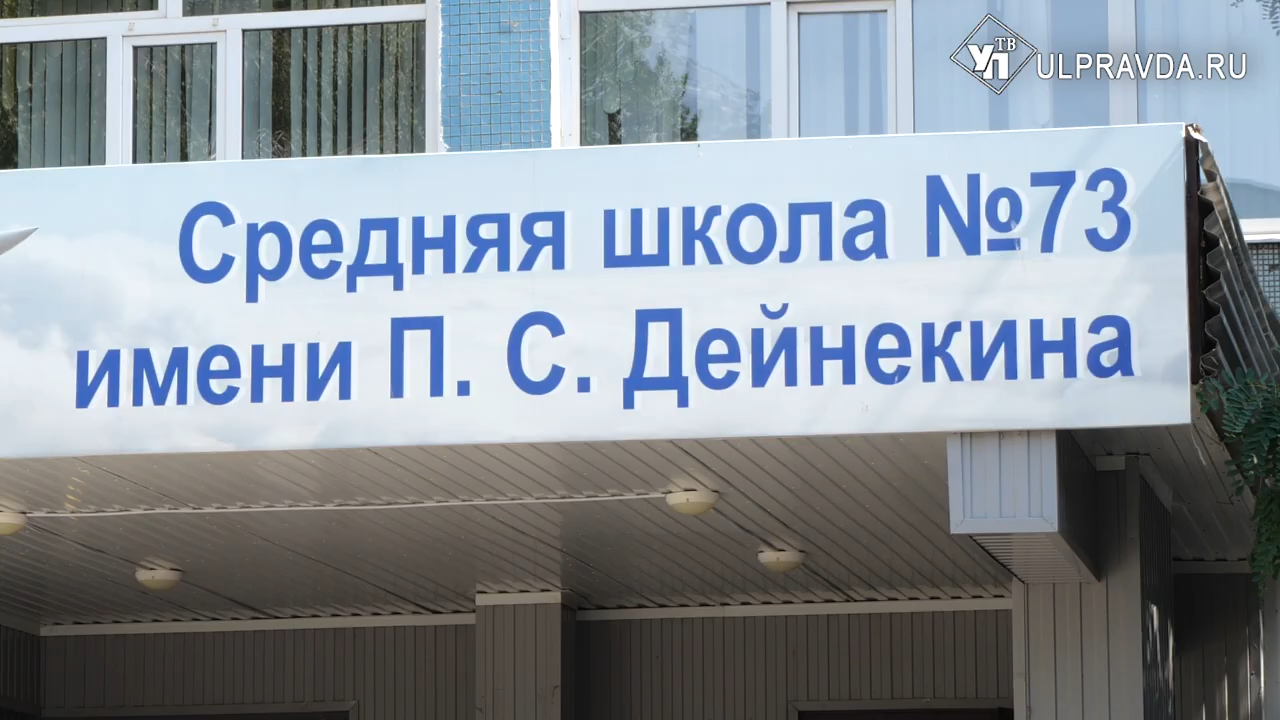 УП ТВ ULPRAVDA.RU
Средняя школа №73
имени П. С. Дейнекина